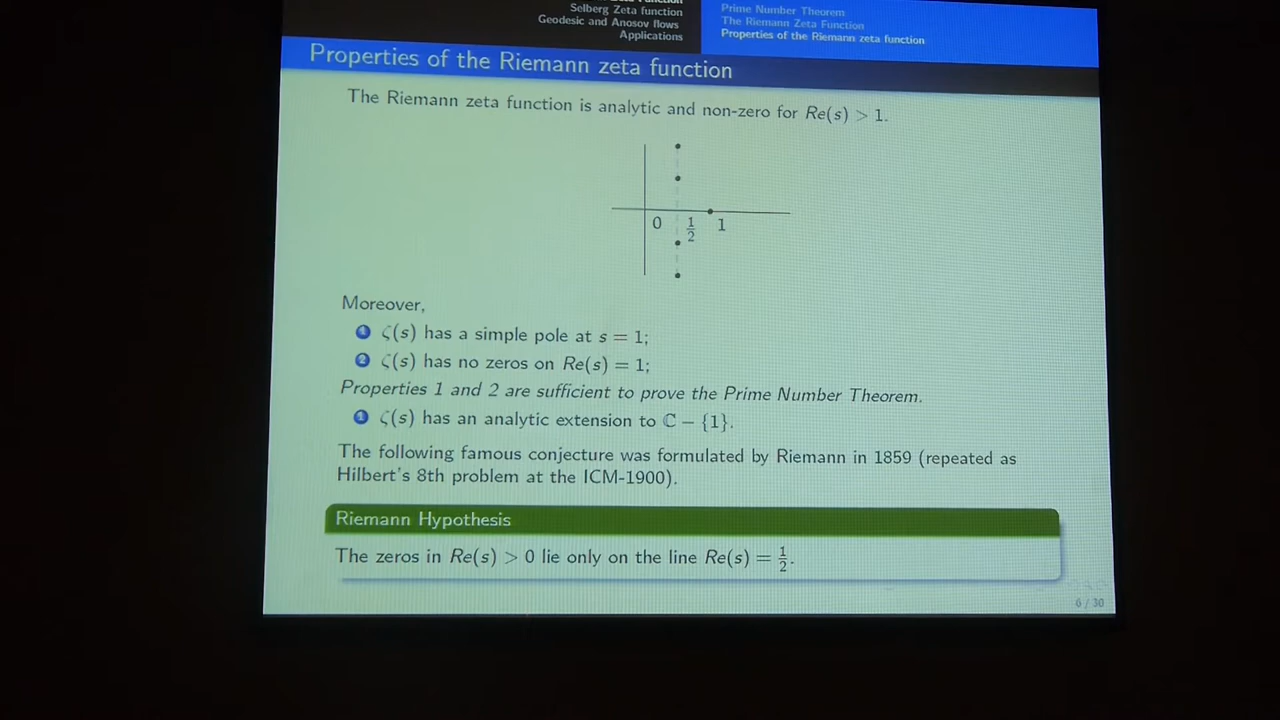 Selberg Zeta function
Geodesic and Anosov flows
Applications
Prime Number Theorem
The Riemann Zeta Function
Properties of the Riemann zeta function
Properties of the Riemann zeta function
The Riemann zeta function is analytic and non-zero for Re(s) > 1.
0 1/2 1
Moreover,
1 ζ(s) has a simple pole at s = 1;
2 ζ(s) has no zeros on Re(s) = 1;
Properties 1 and 2 are sufficient to prove the Prime Number Theorem.
1 ζ(s) has an analytic extension to ℂ − {1}.
The following famous conjecture was formulated by Riemann in 1859 (repeated as
Hilbert's 8th problem at the ICM-1900).
Riemann Hypothesis
The zeros in Re(s) > 0 lie only on the line Re(s) = 1/2.
6 / 30